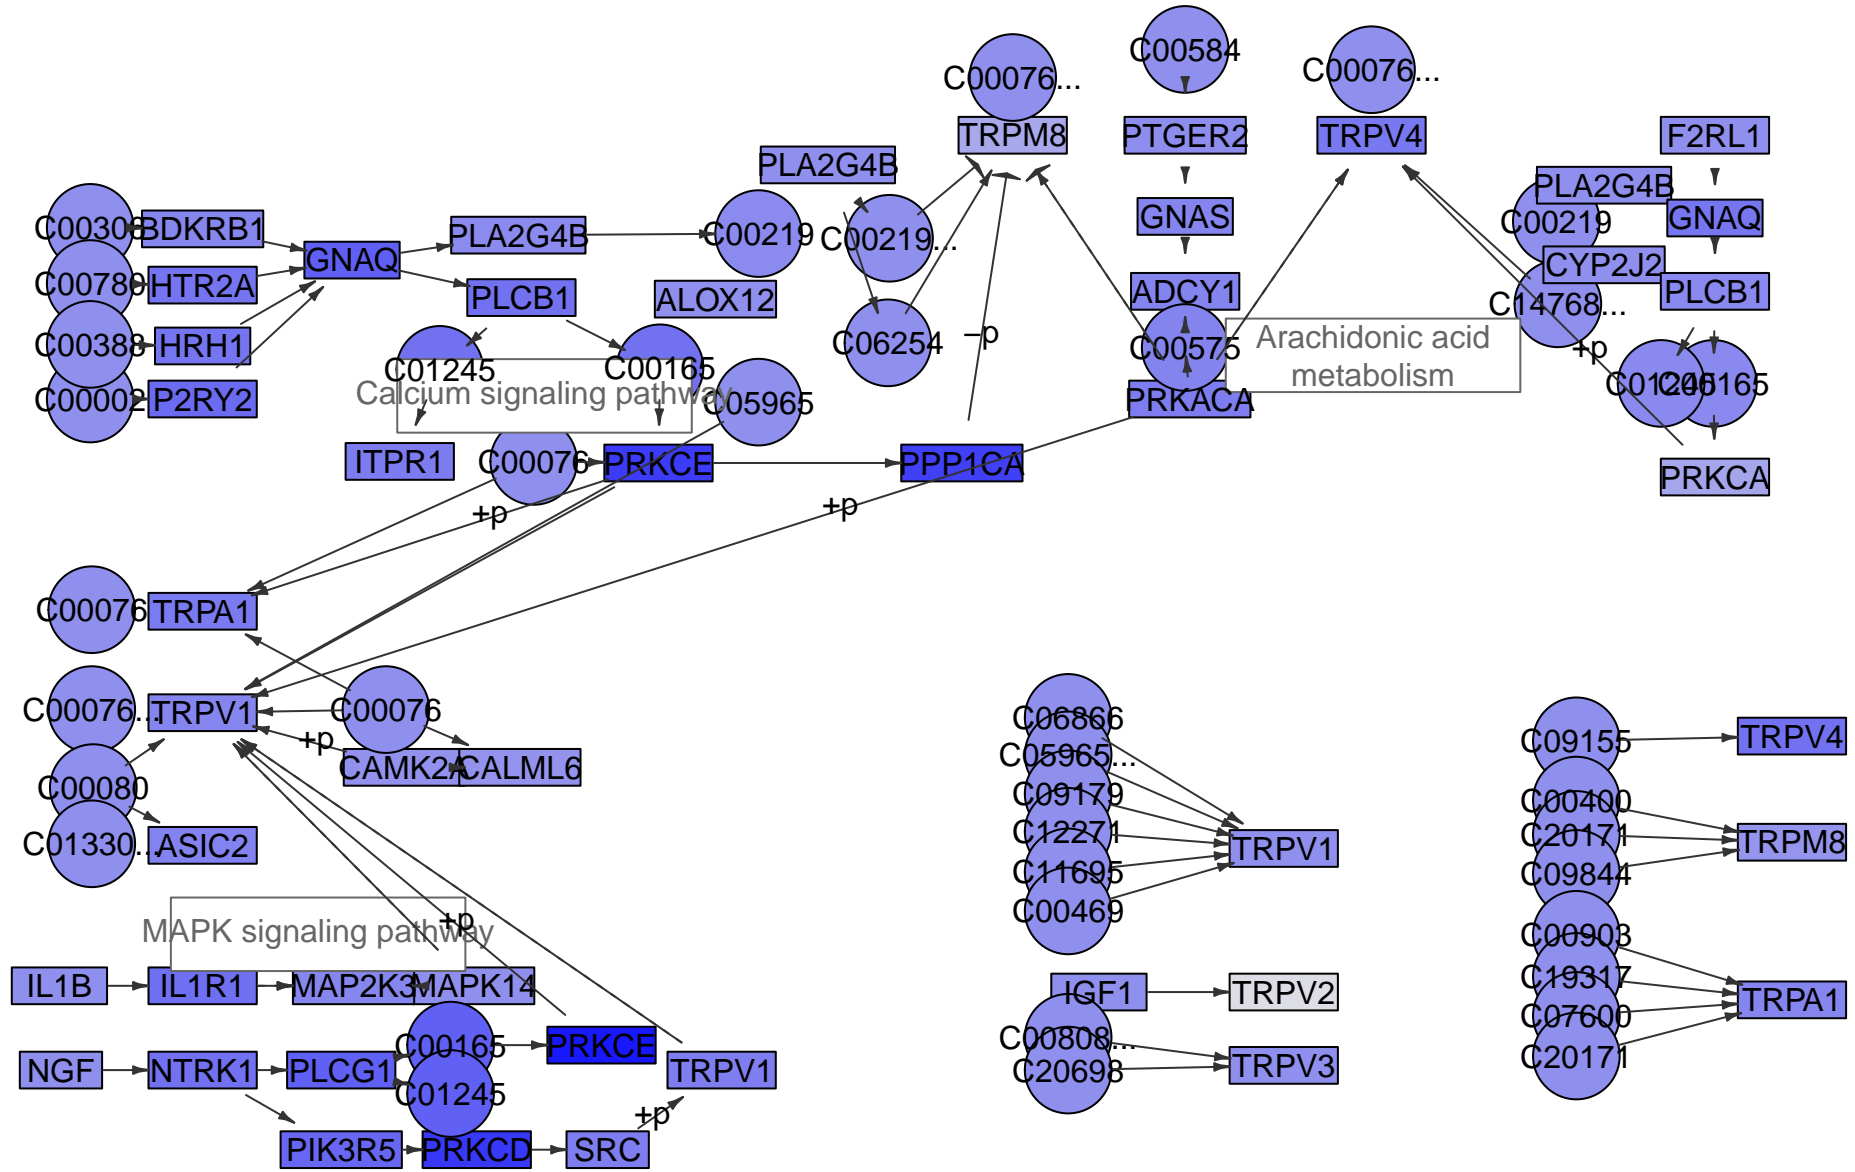 C00584
C00076...
C00076...
TRPM8
PTGER2
TRPV4
F2RL1
PLA2G4B
PLA2G4B
C00219
GNAS
GNAQ
C00308
BDKRB1
PLA2G4B
C00219
C00219...
GNAQ
CYP2J2
C00780
HTR2A
PLCB1
ALOX12
ADCY1
C14768...
PLCB1
C00388
HRH1
C06254
–p
C00575
Arachidonic acid
metabolism
+p
C01245
C00165
Calcium signaling pathway
C00002
P2RY2
C05965
PRKACA
C01245
C00165
ITPR1
C00076
PRKCE
PPP1CA
PRKCA
+p
+p
C00076
TRPA1
C00076...
TRPV1
C00076
+p
CAMK2A
CALML6
C00080
C01330...
ASIC2
C06866
C05965...
C09179
C12271
C11695
C00469
TRPV1
C09155
TRPV4
C00400
C20171
C09844
TRPM8
MAPK signaling pathway
+p
IL1B
IL1R1
MAP2K3
MAPK14
IGF1
TRPV2
C00903
C19317
C07600
C20171
TRPA1
C00165
PRKCE
C00808...
C20698
TRPV3
NGF
NTRK1
PLCG1
C01245
TRPV1
+p
PIK3R5
PRKCD
SRC